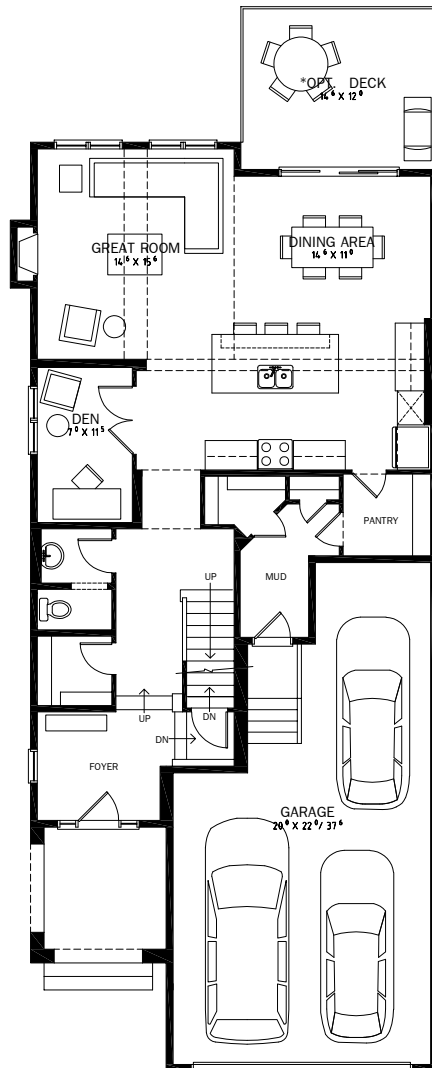 *OPT. DECK
14⁶ X 12⁰
GREAT ROOM
14⁶ X 15⁶
DINING AREA
14⁶ X 11⁰
DEN
7⁰ X 11⁵
PANTRY
UP
MUD
UP
DN
DN
FOYER
GARAGE
20⁰ X 22⁰/ 37⁶